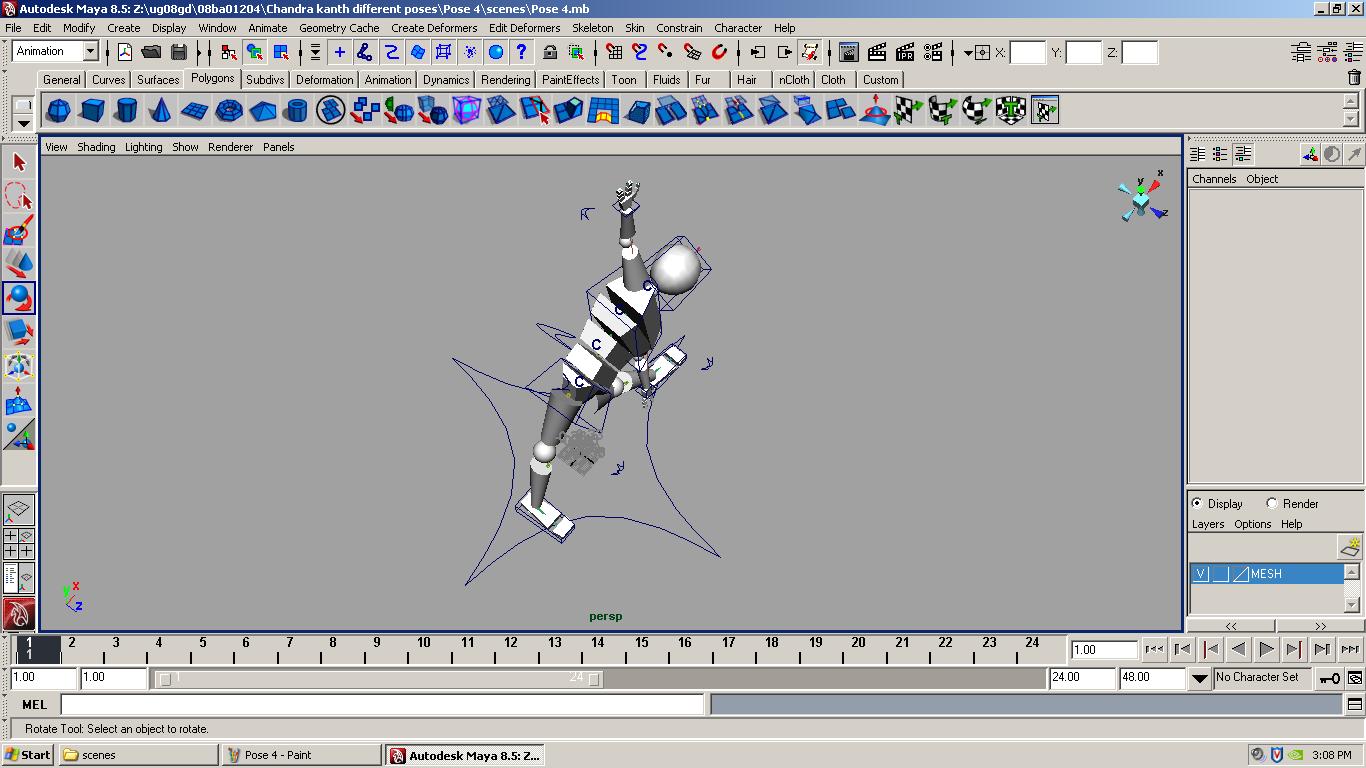 Autodesk Maya 8.5: Z:\ug08gd\08ba01204\Chandra kanth different poses\Pose 4\scenes\Pose 4.mb
File Edit Modify Create Display Window Animate Geometry Cache Create Deformers Edit Deformers Skeleton Skin Constrain Character Help
Animation ? X: Y: Z:
IPR
General Curves Surfaces Polygons Subdivs Deformation Animation Dynamics Rendering PaintEffects Toon Fluids Fur Hair nCloth Cloth Custom
View Shading Lighting Show Renderer Panels
Channels Object
x
y
z
C
C
C
C
Display Render
Layers Options Help
V MESH
x
y
z
persp
<< >>
1 2 3 4 5 6 7 8 9 10 11 12 13 14 15 16 17 18 19 20 21 22 23 24
1 1.00
1.00 1.00 1 24 24.00 48.00 No Character Set
MEL
Rotate Tool: Select an object to rotate.
Start scenes Pose 4 - Paint Autodesk Maya 8.5: Z... 3:08 PM